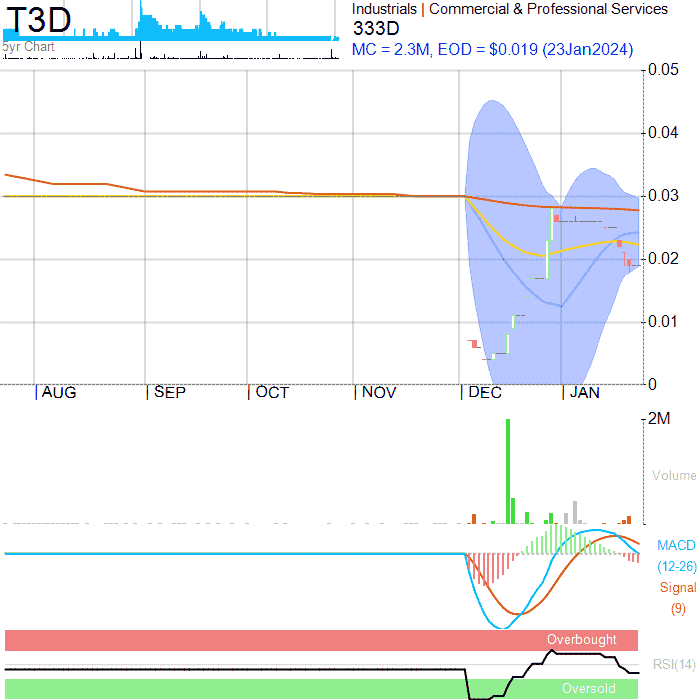 T3D
5yr Chart
Industrials | Commercial & Professional Services
333D
MC = 2.3M, EOD = $0.019 (23Jan2024)
0.05
0.04
0.03
0.02
0.01
0
AUG SEP OCT NOV DEC JAN
2M
Volume
MACD
(12-26)
Signal
(9)
Overbought
RSI(14)
Oversold